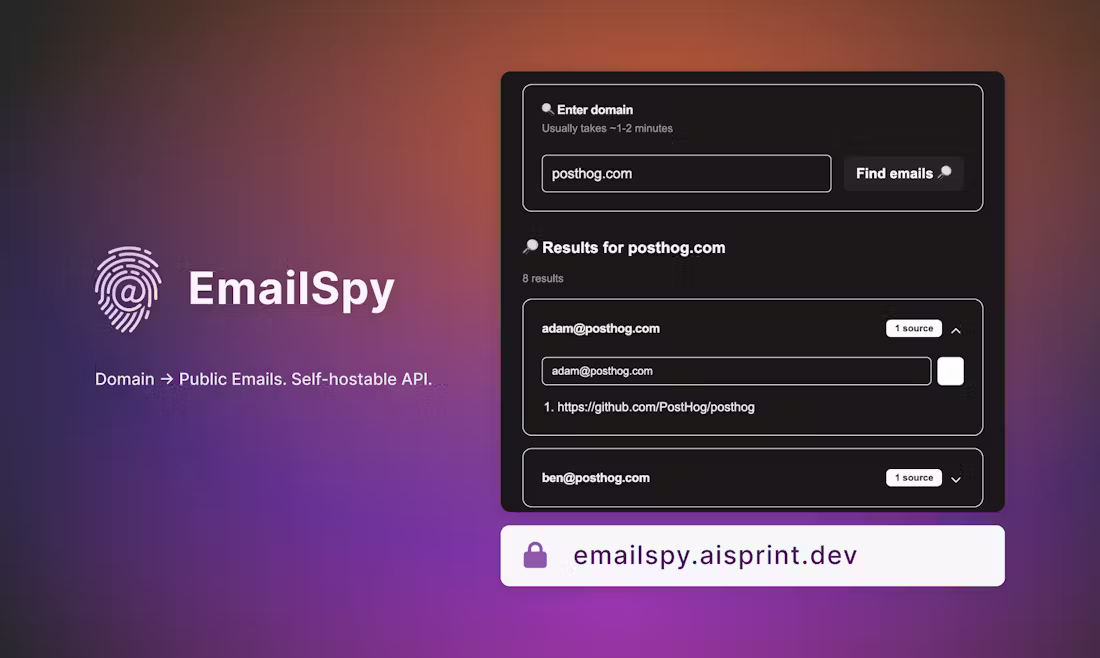 @
EmailSpy
Domain → Public Emails. Self-hostable API.
Enter domain
Usually takes ~1-2 minutes
posthog.com
Find emails
Results for posthog.com
8 results
adam@posthog.com
1 source
adam@posthog.com
1. https://github.com/PostHog/posthog
ben@posthog.com
1 source
emailspy.aisprint.dev